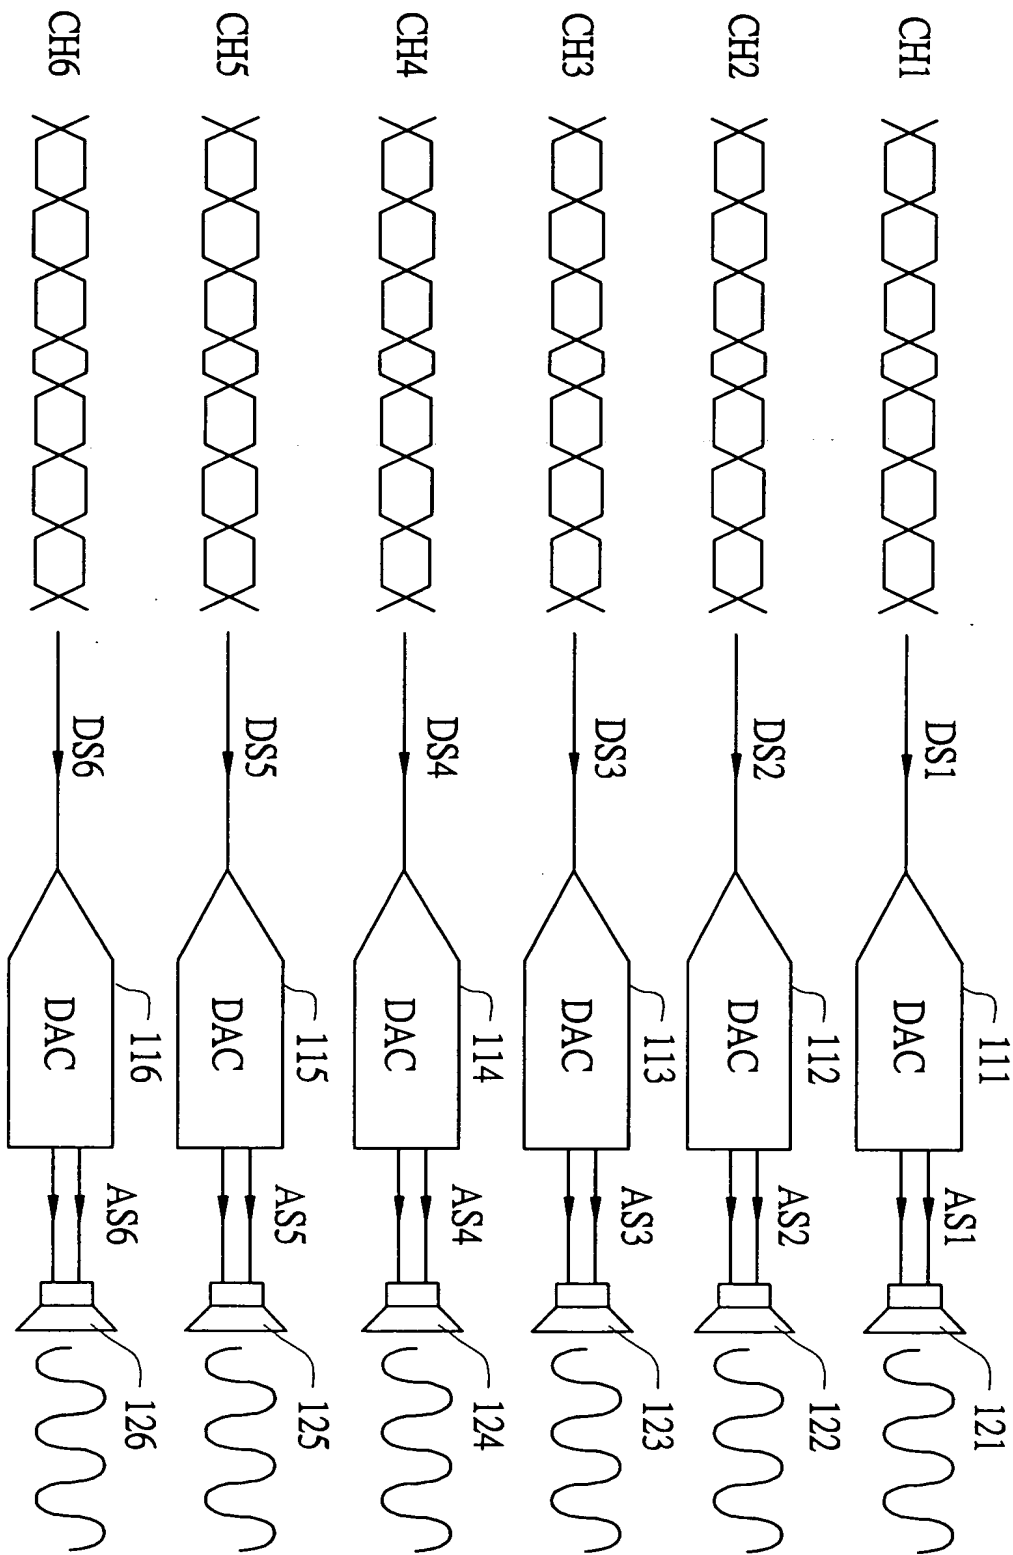 CH1
DS1
DAC
111
AS1
121
CH2
DS2
DAC
112
AS2
122
CH3
DS3
DAC
113
AS3
123
CH4
DS4
DAC
114
AS4
124
CH5
DS5
DAC
115
AS5
125
CH6
DS6
DAC
116
AS6
126